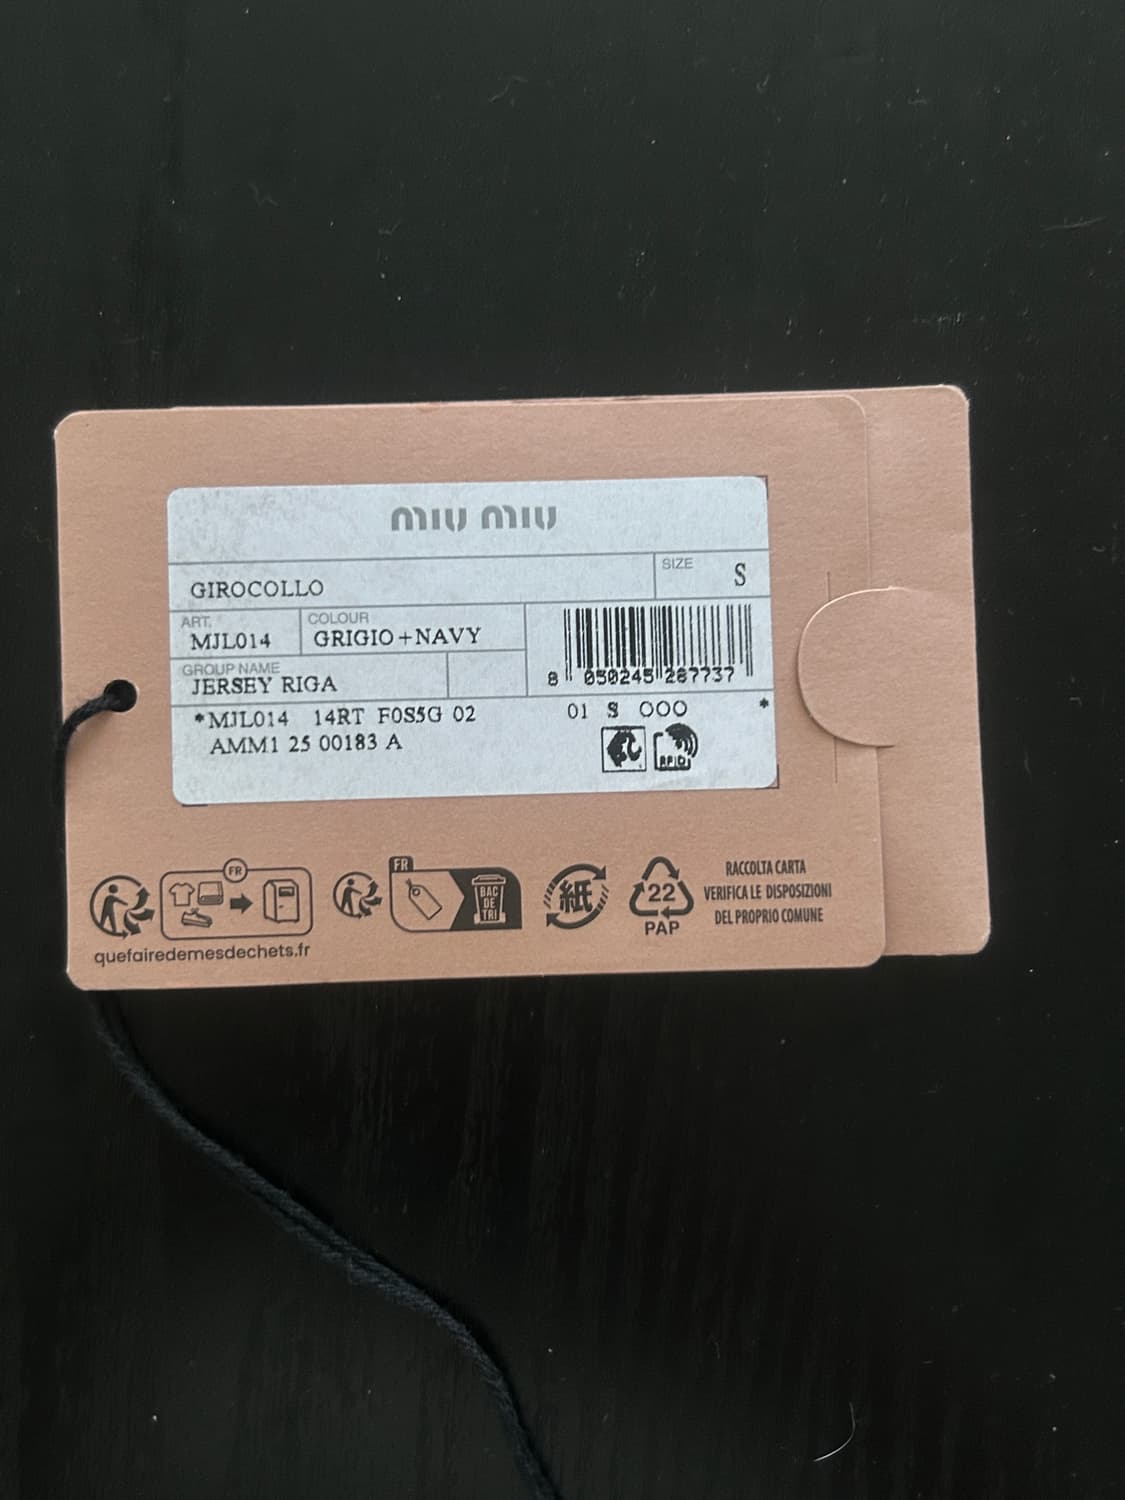 miu miu
GIROCOLLO
SIZE
S
ART.
MJL014
COLOUR
GRIGIO+NAVY
GROUP NAME
JERSEY RIGA
8 050245 287737
*MJL014 14RT F0S5G 02 01 S 000 *
AMM1 25 00183 A
RFID
FR
quefairedemesdechets.fr
FR
BAC
DE
TRI
紙
22
PAP
RACCOLTA CARTA
VERIFICA LE DISPOSIZIONI
DEL PROPRIO COMUNE